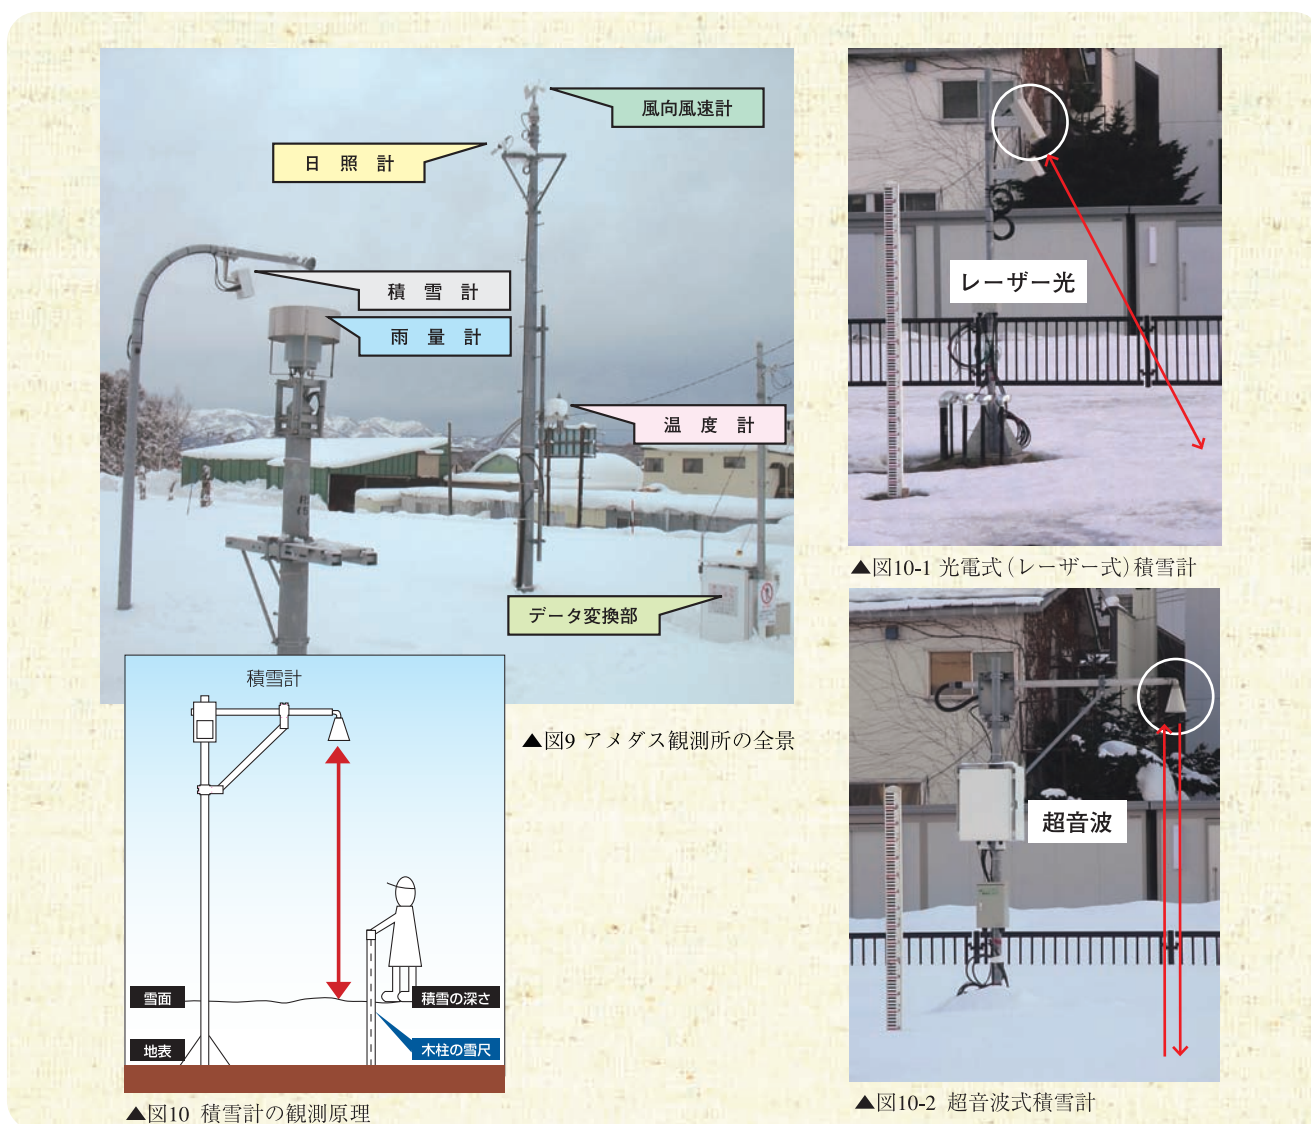 風向風速計
日照計
積雪計
雨量計
温度計
データ変換部
▲図9 アメダス観測所の全景
積雪計
雪面
積雪の深さ
地表
木柱の雪尺
▲図10 積雪計の観測原理
レーザー光
▲図10-1 光電式(レーザー式)積雪計
超音波
▲図10-2 超音波式積雪計